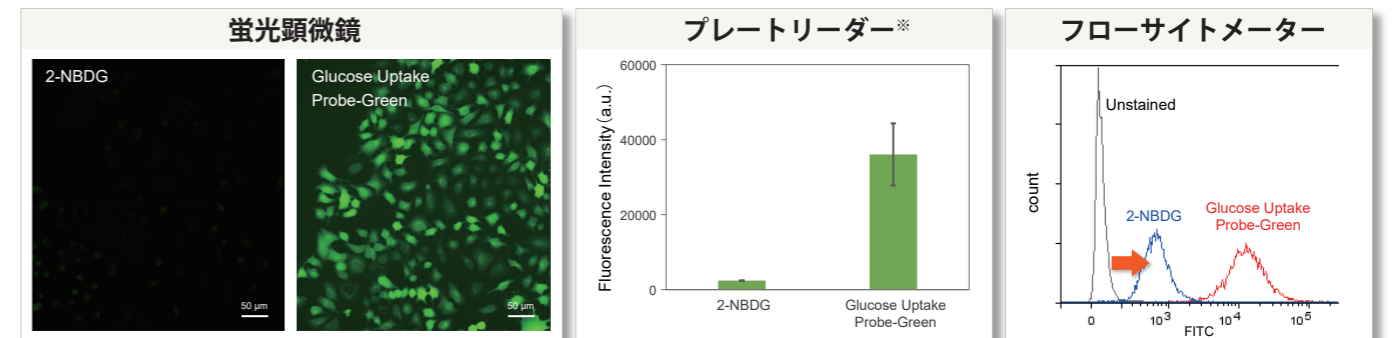 蛍光顕微鏡
2-NBDG
Glucose Uptake
Probe-Green
50 µm
50 µm
プレートリーダー※
Fluorescence Intensity (a.u.)
60000
40000
20000
0
2-NBDG
Glucose Uptake
Probe-Green
フローサイトメーター
count
Unstained
2-NBDG
Glucose Uptake
Probe-Green
0
10³
10⁴
10⁵
FITC